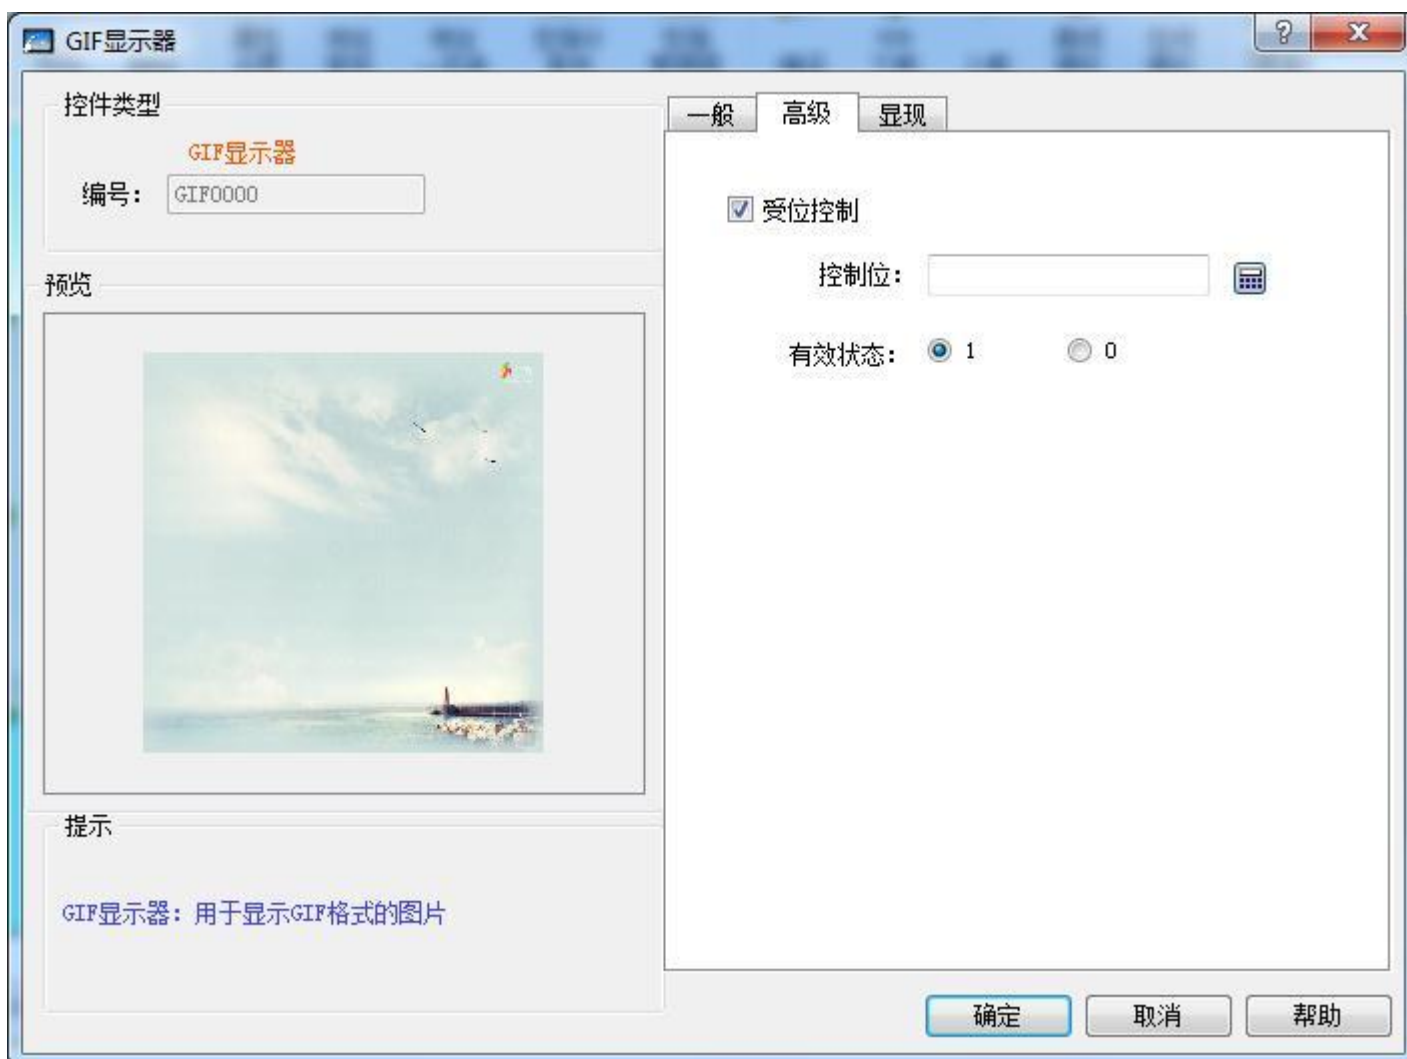 GIF显示器
控件类型
GIF显示器
编号： GIF0000
预览
提示
GIF显示器：用于显示GIF格式的图片
一般 高级 显现
受位控制
控制位：
有效状态： 1 0
确定 取消 帮助